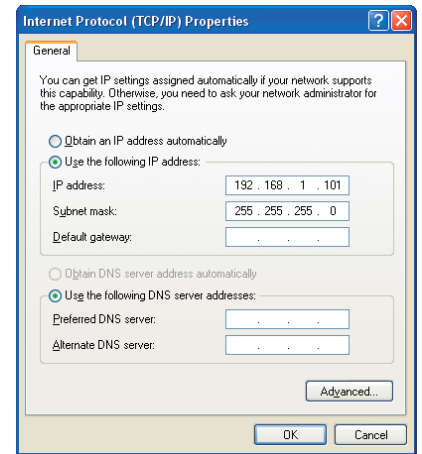 Internet Protocol (TCP/IP) Properties
General
You can get IP settings assigned automatically if your network supports
this capability. Otherwise, you need to ask your network administrator for
the appropriate IP settings.
Obtain an IP address automatically
Use the following IP address:
IP address: 192 . 168 . 1 . 101
Subnet mask: 255 . 255 . 255 . 0
Default gateway: . . .
Obtain DNS server address automatically
Use the following DNS server addresses:
Preferred DNS server: . . .
Alternate DNS server: . . .
Advanced...
OK Cancel